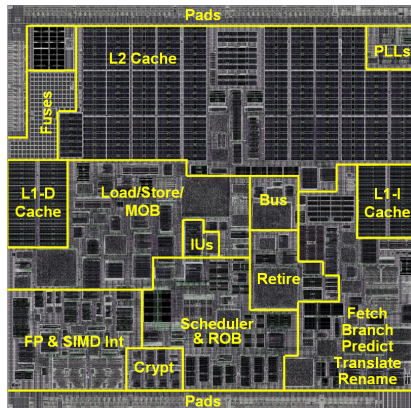 Pads
L2 Cache
PLLs
Fuses
L1-D
Cache
Load/Store/
MOB
Bus
L1-I
Cache
IUs
Retire
FP & SIMD Int
Scheduler
& ROB
Fetch
Branch
Predict
Translate
Rename
Crypt
Pads